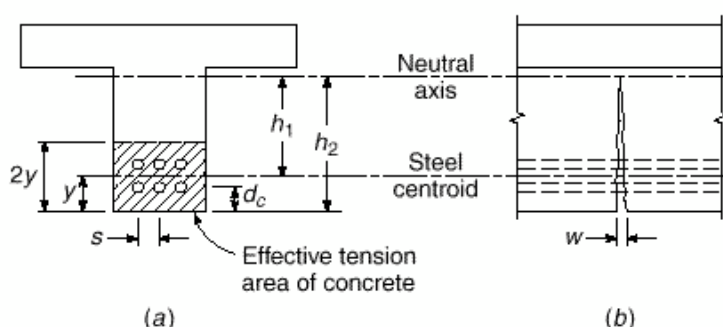 Neutral
axis
h1
h2
2y
y
Steel
centroid
dc
s
w
Effective tension
area of concrete
(a)
(b)